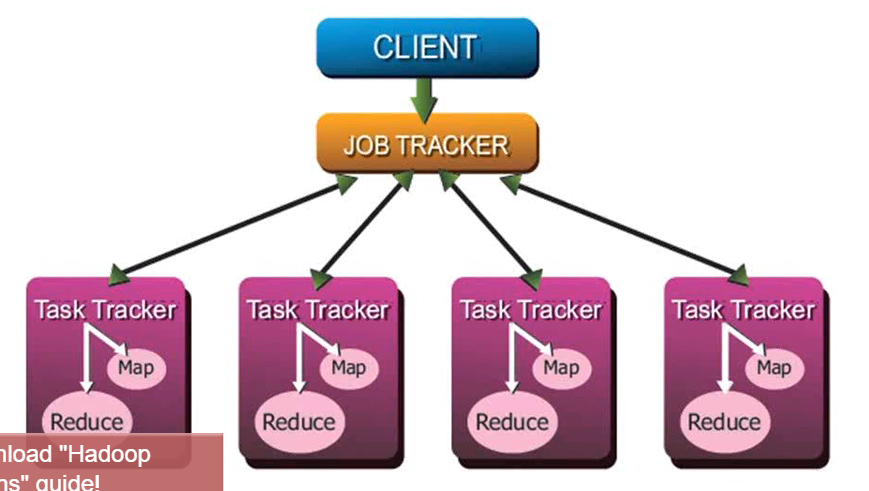 CLIENT
JOB TRACKER
Task Tracker
Map
Reduce
Task Tracker
Map
Reduce
Task Tracker
Map
Reduce
Task Tracker
Map
Reduce
"Hadoop
guide!